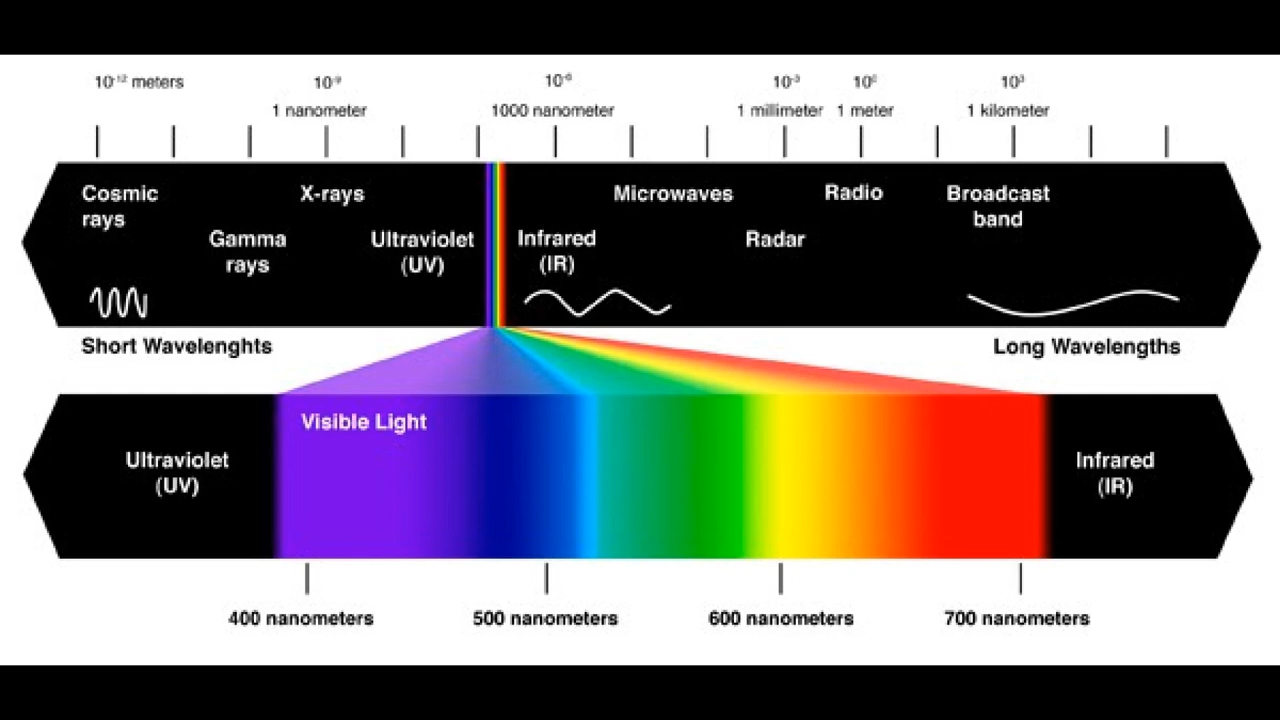 10⁻¹² meters 10⁻⁹ 10⁻⁶ 10⁻³ 10⁰ 10³
1 nanometer 1000 nanometer 1 millimeter 1 meter 1 kilometer
Cosmic
rays
X-rays
Microwaves
Radio
Broadcast
band
Gamma
rays
Ultraviolet
(UV)
Infrared
(IR)
Radar
Short Wavelenghts
Long Wavelengths
Visible Light
Ultraviolet
(UV)
Infrared
(IR)
400 nanometers 500 nanometers 600 nanometers 700 nanometers